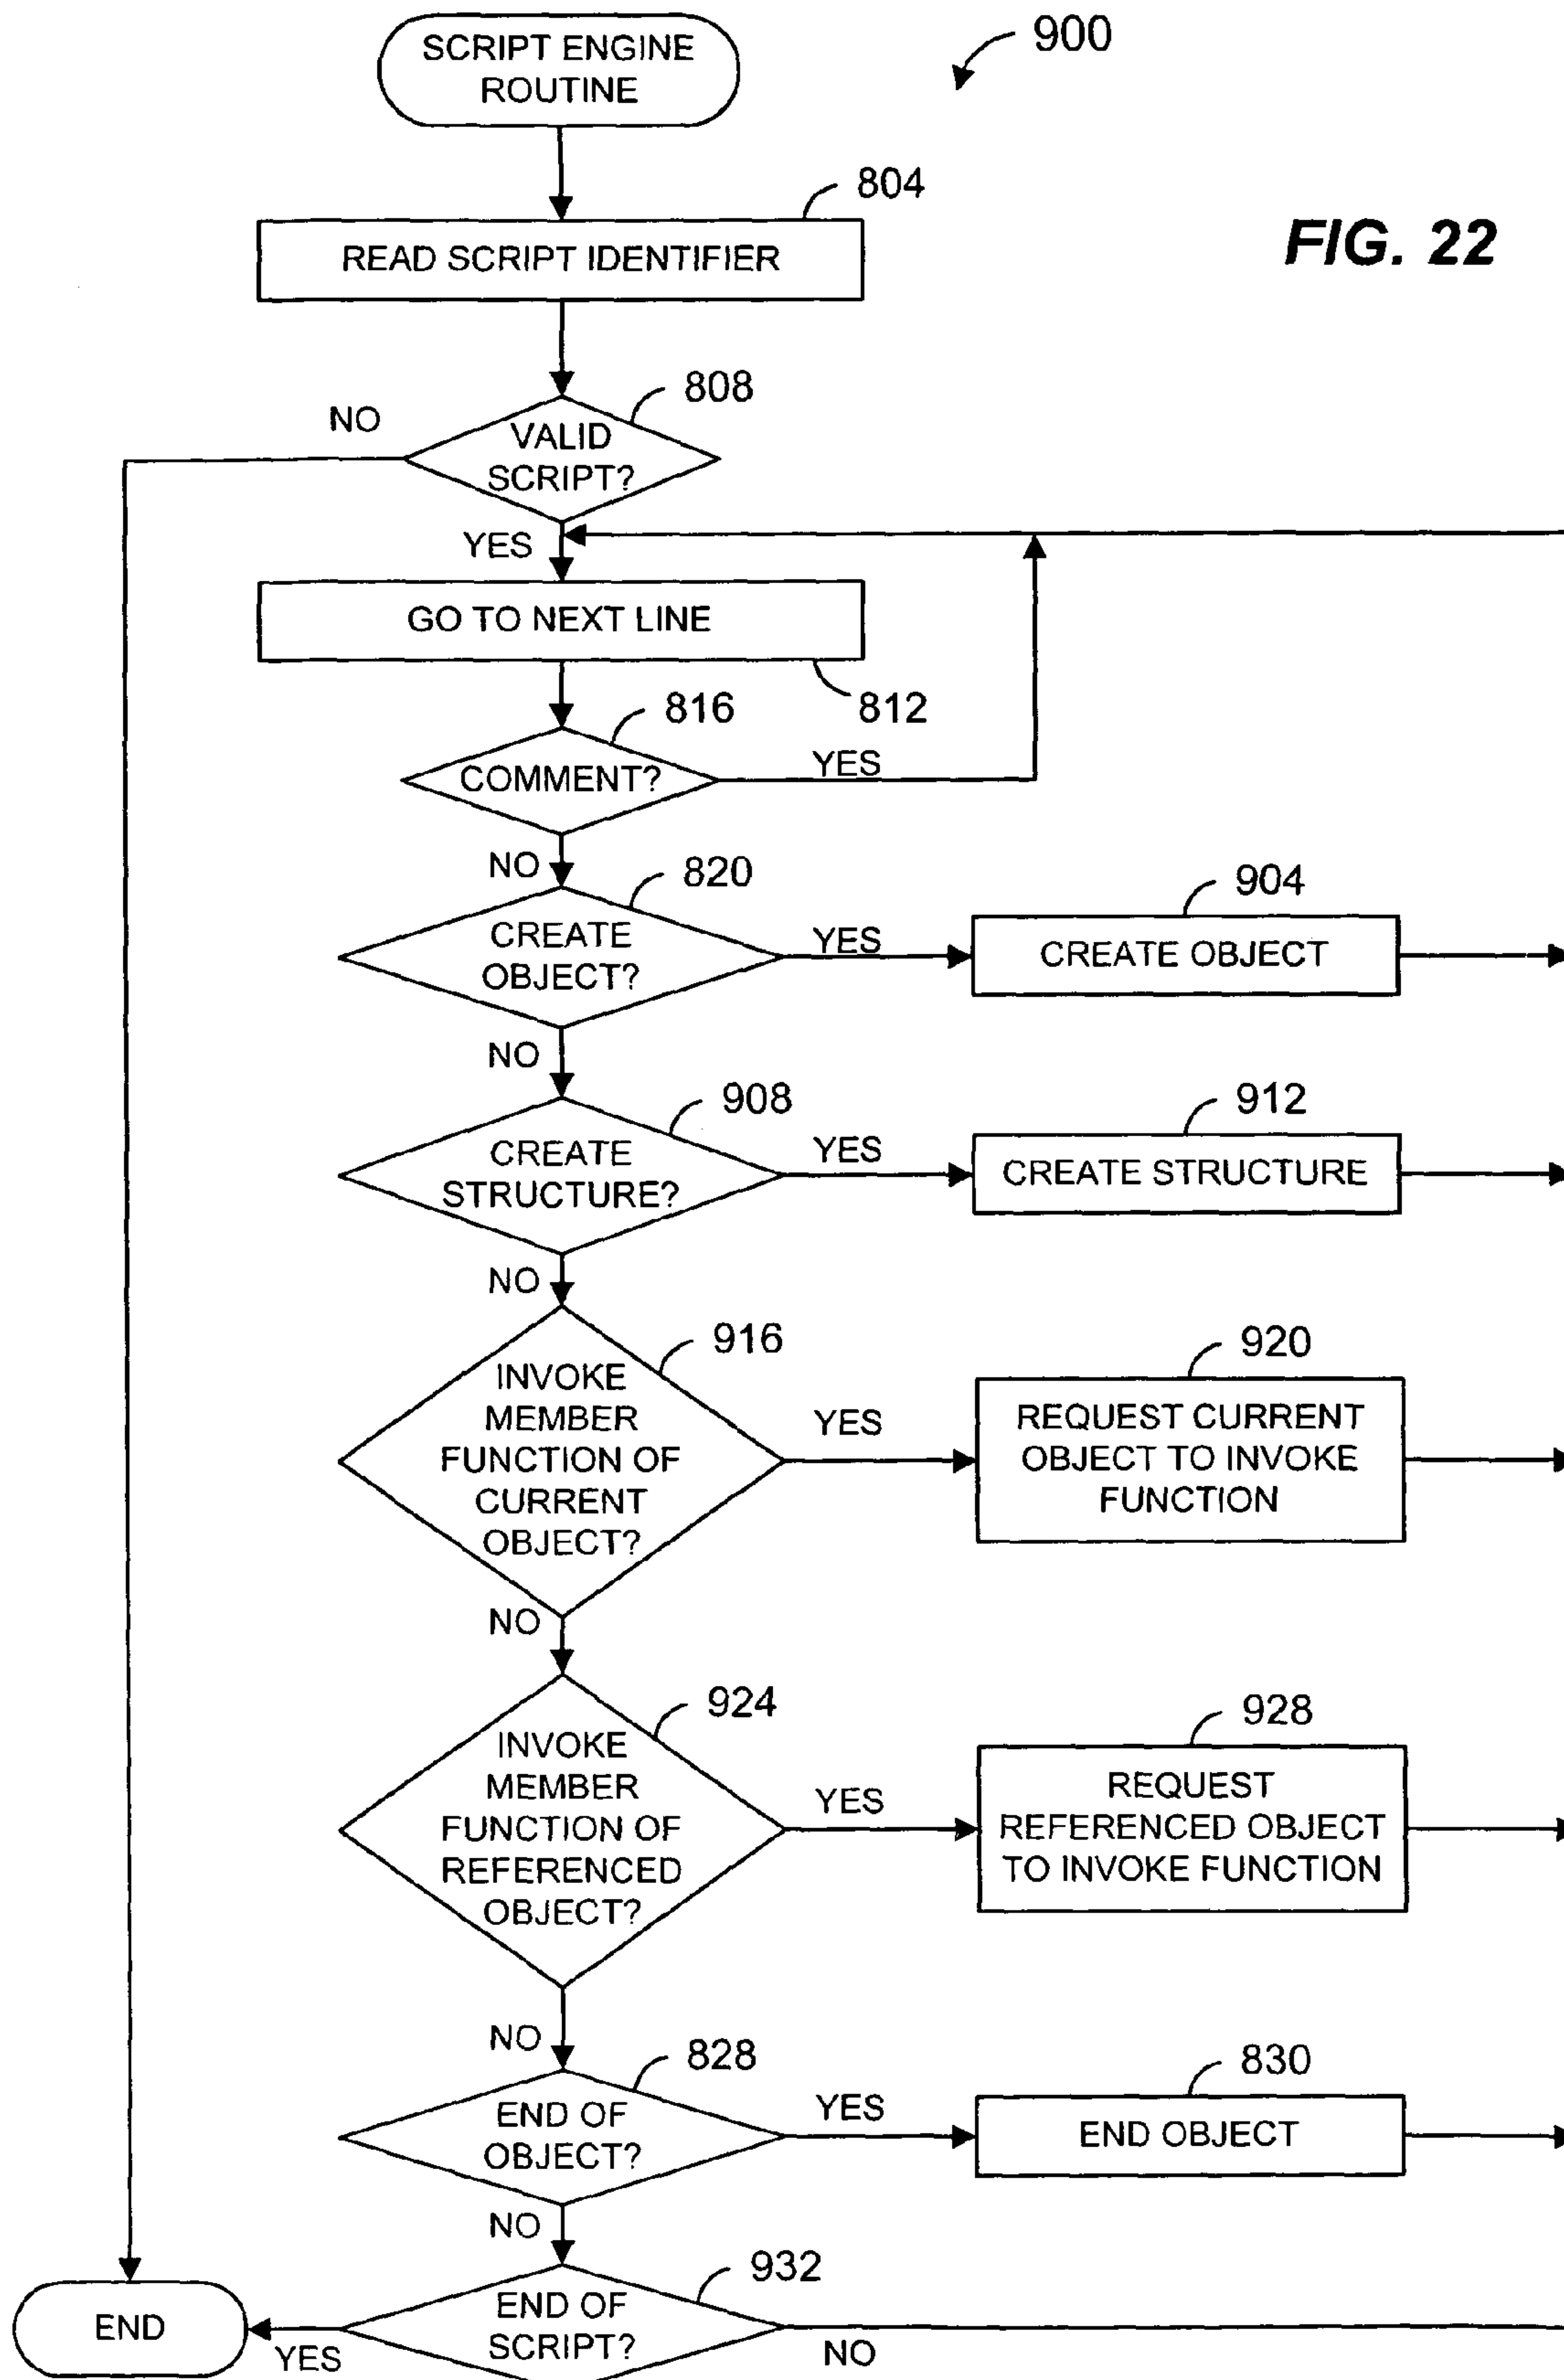 SCRIPT ENGINE
ROUTINE
900
804
READ SCRIPT IDENTIFIER
FIG. 22
808
NO
VALID
SCRIPT?
YES
GO TO NEXT LINE
812
816
COMMENT?
YES
NO
820
CREATE
OBJECT?
YES
904
CREATE OBJECT
NO
908
CREATE
STRUCTURE?
YES
912
CREATE STRUCTURE
NO
916
INVOKE
MEMBER
FUNCTION OF
CURRENT
OBJECT?
YES
920
REQUEST CURRENT
OBJECT TO INVOKE
FUNCTION
NO
924
INVOKE
MEMBER
FUNCTION OF
REFERENCED
OBJECT?
YES
928
REQUEST
REFERENCED OBJECT
TO INVOKE FUNCTION
NO
828
END OF
OBJECT?
YES
830
END OBJECT
NO
932
END OF
SCRIPT?
YES
NO
END